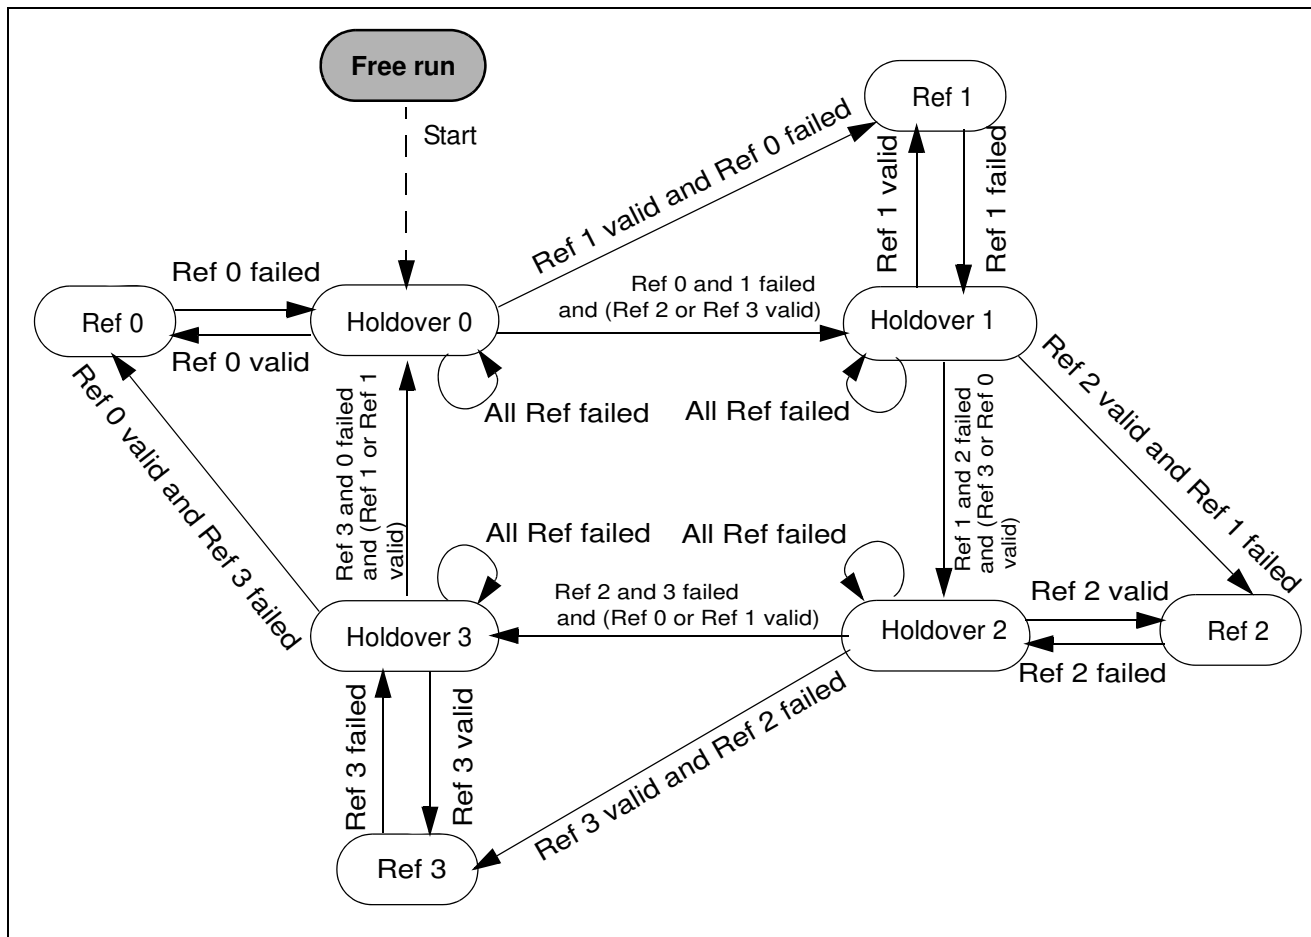 Free run
Start
Ref 1
Ref 1 valid and Ref 0 failed
Ref 1 valid
Ref 1 failed
Ref 0 failed
Ref 0
Ref 0 valid
Holdover 0
Ref 0 and 1 failed
and (Ref 2 or Ref 3 valid)
Holdover 1
All Ref failed
All Ref failed
Ref 2 valid and Ref 1 failed
Ref 0 valid and Ref 3 failed
Ref 3 and 0 failed
and (Ref 1 or Ref 1
valid)
Ref 1 and 2 failed
and (Ref 3 or Ref 0
valid)
All Ref failed
All Ref failed
Ref 2 and 3 failed
and (Ref 0 or Ref 1 valid)
Holdover 3
Holdover 2
Ref 2 valid
Ref 2
Ref 2 failed
Ref 3 failed
Ref 3 valid
Ref 3 valid and Ref 2 failed
Ref 3